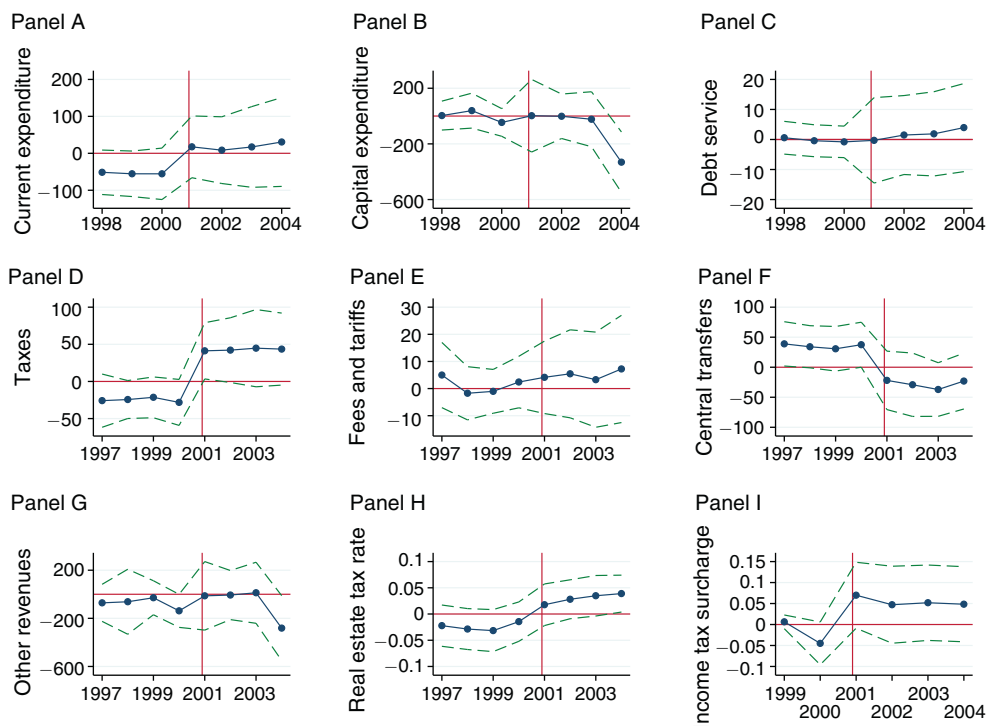 Panel A
Current expenditure
200
100
0
−100
1998 2000 2002 2004
Panel B
Capital expenditure
200
−200
−600
1998 2000 2002 2004
Panel C
Debt service
20
10
0
−10
−20
1998 2000 2002 2004
Panel D
Taxes
100
50
0
−50
1997 1999 2001 2003
Panel E
Fees and tariffs
30
20
10
0
−10
1997 1999 2001 2003
Panel F
Central transfers
100
50
0
−50
−100
1997 1999 2001 2003
Panel G
Other revenues
200
−200
−600
1997 1999 2001 2003
Panel H
Real estate tax rate
0.1
0.05
0
−0.05
−0.1
1997 1999 2001 2003
Panel I
ncome tax surcharge
0.15
0.1
0.05
0
−0.05
−0.1
1999 2001 2003
2000 2002 2004